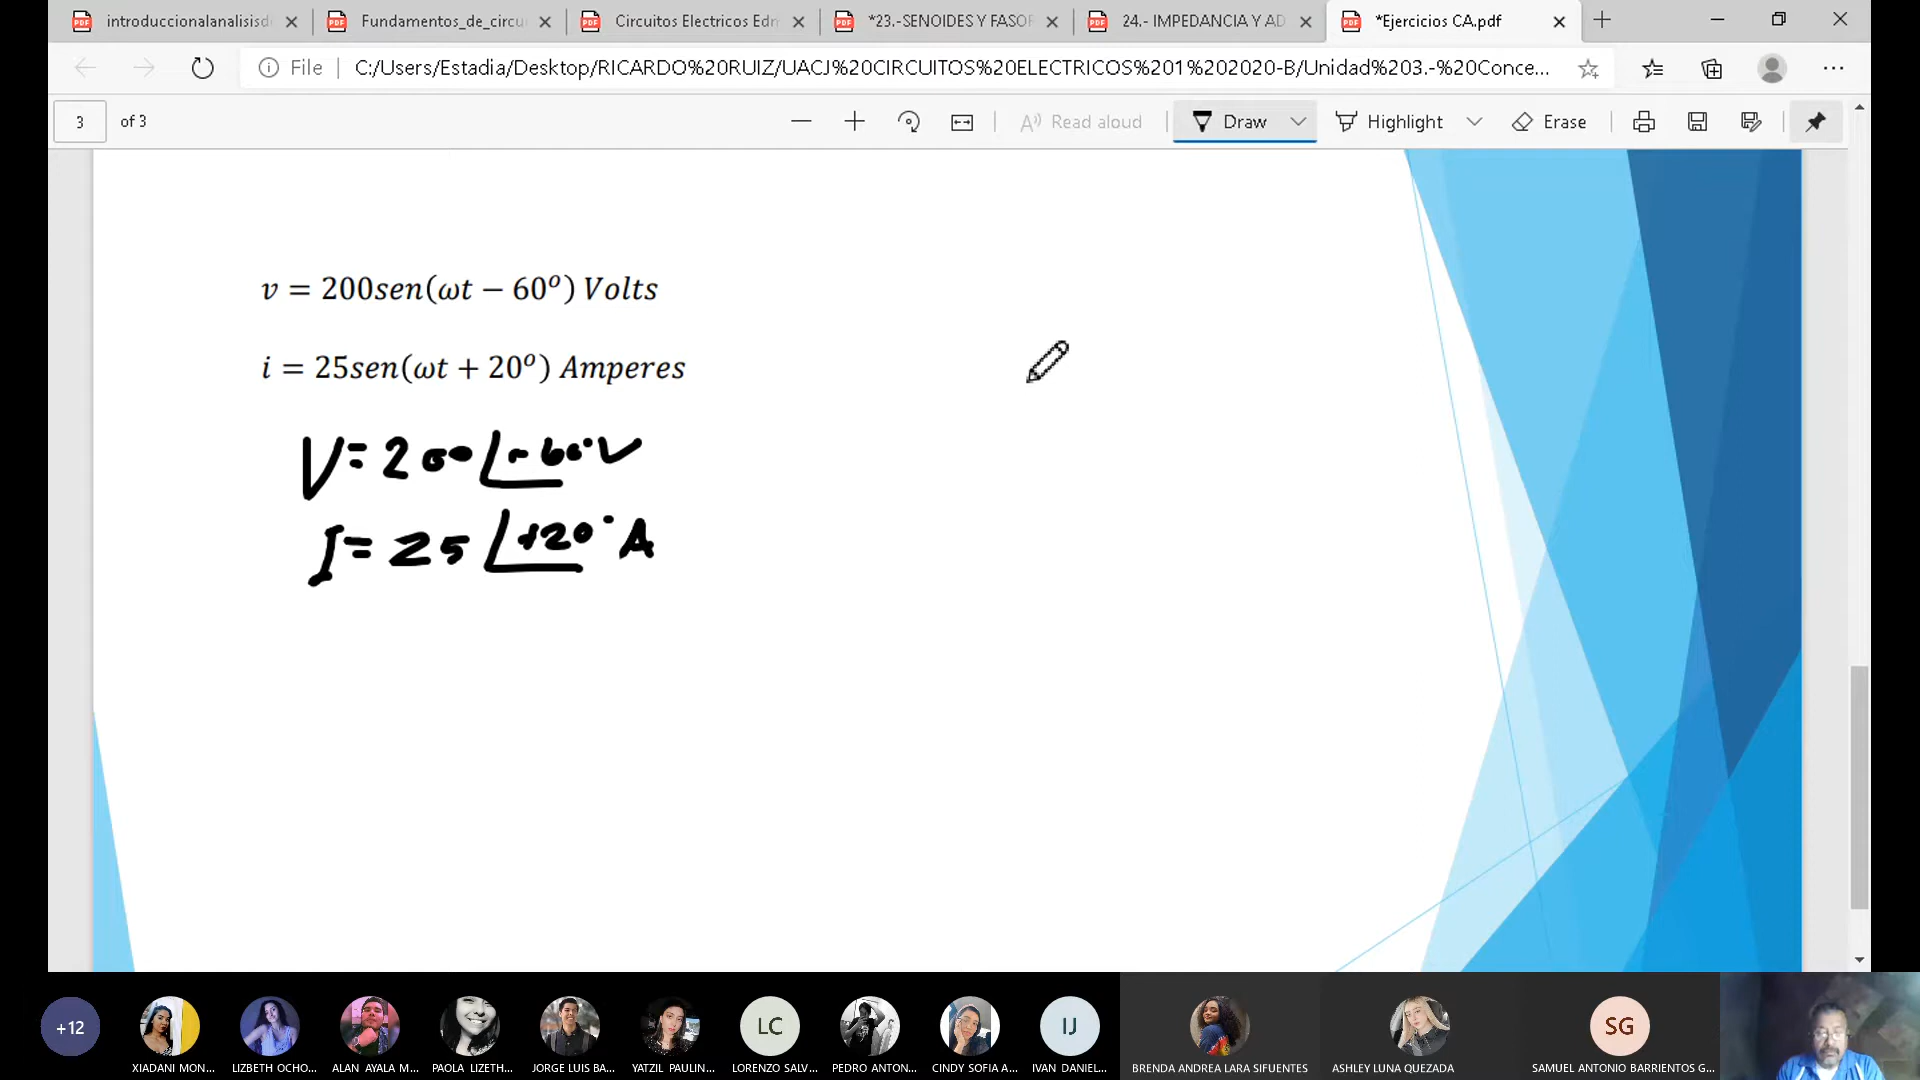 introduccionalanalisisd
Fundamentos_de_circu
Circuitos Electricos Edm
*23.-SENOIDES Y FASOR
24.- IMPEDANCIA Y AD
*Ejercicios CA.pdf
File
C:/Users/Estadia/Desktop/RICARDO%20RUIZ/UACJ%20CIRCUITOS%20ELECTRICOS%201%202020-B/Unidad%203.-%20Conce...
3 of 3
Read aloud
Draw
Highlight
Erase
v = 200sen(ωt − 60º) Volts
i = 25sen(ωt + 20º) Amperes
V = 200 ∠-60° V
I = 25 ∠+20° A
+12
LC
IJ
SG
XIADANI MON...
LIZBETH OCHO...
ALAN AYALA M...
PAOLA LIZETH...
JORGE LUIS BA...
YATZIL PAULIN...
LORENZO SALV...
PEDRO ANTON...
CINDY SOFIA A...
IVAN DANIEL...
BRENDA ANDREA LARA SIFUENTES
ASHLEY LUNA QUEZADA
SAMUEL ANTONIO BARRIENTOS G...